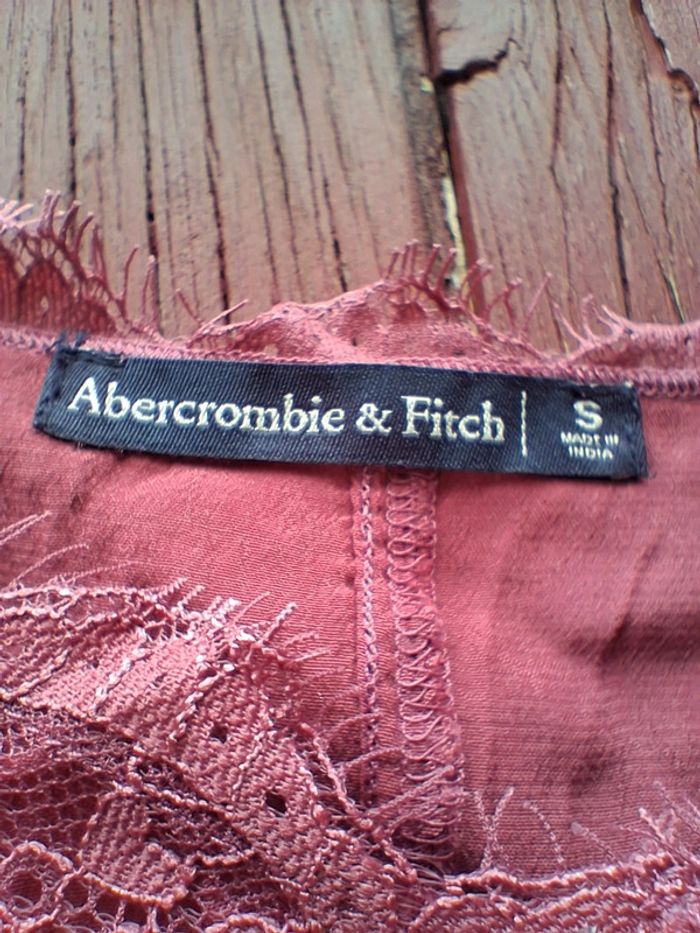 Abercrombie & Fitch
S
MADE IN
INDIA